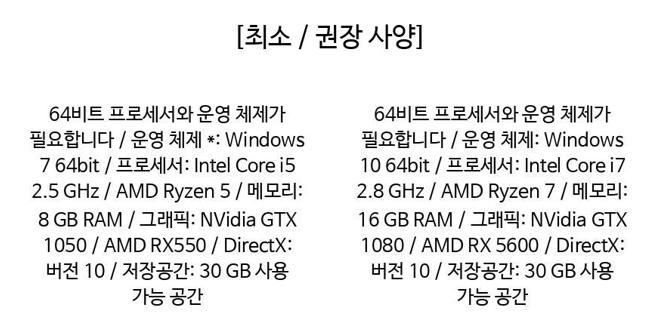 [최소 / 권장 사양]
64비트 프로세서와 운영 체제가
필요합니다 / 운영 체제 *: Windows
7 64bit / 프로세서: Intel Core i5
2.5 GHz / AMD Ryzen 5 / 메모리:
8 GB RAM / 그래픽: NVidia GTX
1050 / AMD RX550 / DirectX:
버전 10 / 저장공간: 30 GB 사용
가능 공간
64비트 프로세서와 운영 체제가
필요합니다 / 운영 체제: Windows
10 64bit / 프로세서: Intel Core i7
2.8 GHz / AMD Ryzen 7 / 메모리:
16 GB RAM / 그래픽: NVidia GTX
1080 / AMD RX 5600 / DirectX:
버전 10 / 저장공간: 30 GB 사용
가능 공간